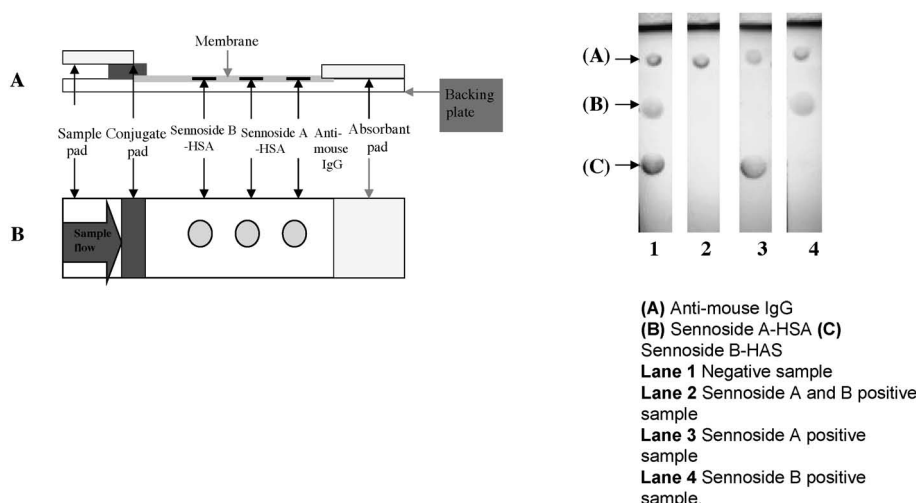 Membrane
A
Backing
plate
Sample
pad
Conjugate
pad
Sennoside B
-HSA
Sennoside A
-HSA
Anti-
mouse
IgG
Absorbant
pad
B
Sample
flow
(A)
(B)
(C)
1 2 3 4
(A) Anti-mouse IgG
(B) Sennoside A-HSA (C)
Sennoside B-HAS
Lane 1 Negative sample
Lane 2 Sennoside A and B positive
sample
Lane 3 Sennoside A positive
sample
Lane 4 Sennoside B positive
sample.